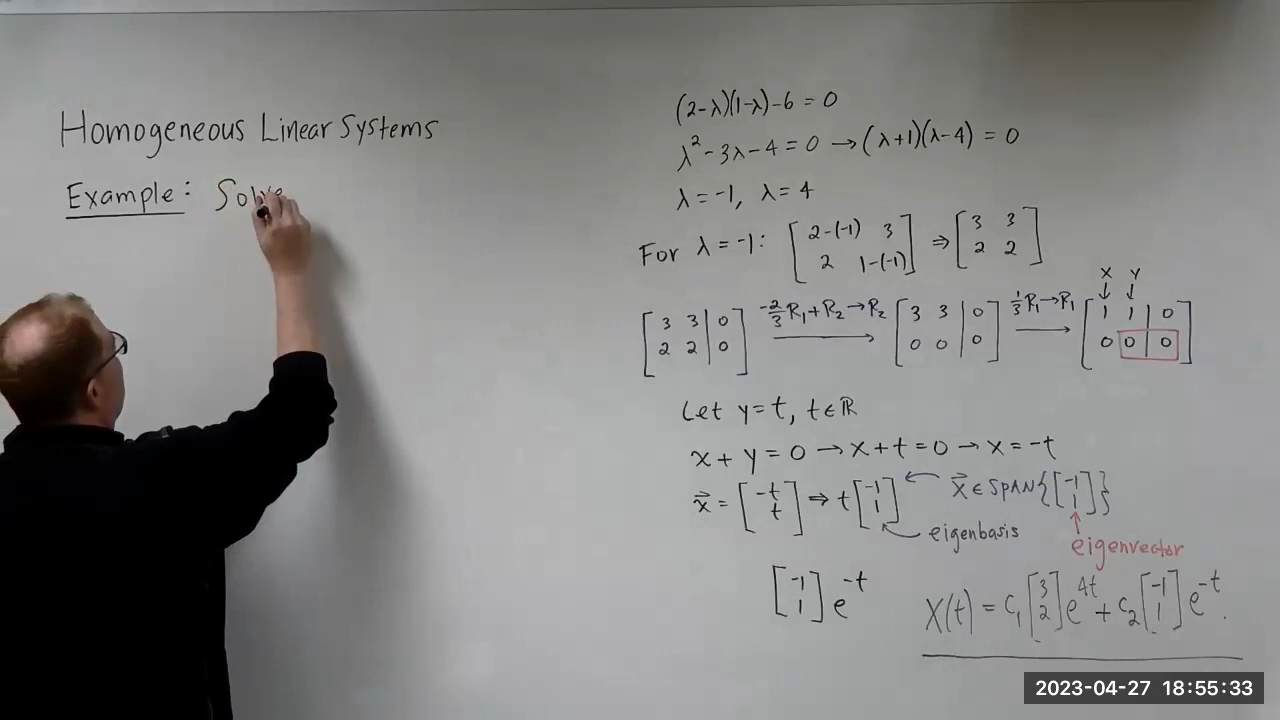 Homogeneous Linear Systems
Example: Solve
(2-λ)(1-λ)-6 = 0
λ² - 3λ - 4 = 0 → (λ+1)(λ-4) = 0
λ = -1, λ = 4
For λ = -1: [2-(-1) 3; 2 1-(-1)] ⇒ [3 3; 2 2]
X Y
↓ ↓
[3 3 | 0; 2 2 | 0] -2/3 R₁ + R₂ → R₂ [3 3 | 0; 0 0 | 0] 1/3 R₁ → R₁ [1 1 | 0; 0 0 | 0]
Let y = t, t ∈ ℝ
x + y = 0 → x + t = 0 → x = -t
x⃗ = [-t; t] ⇒ t[-1; 1] ← x⃗ ∈ SPAN{[-1; 1]}
eigenbasis
eigenvector
[-1; 1] e^-t
X(t) = C₁[3; 2]e^4t + C₂[-1; 1]e^-t.
2023-04-27 18:55:33